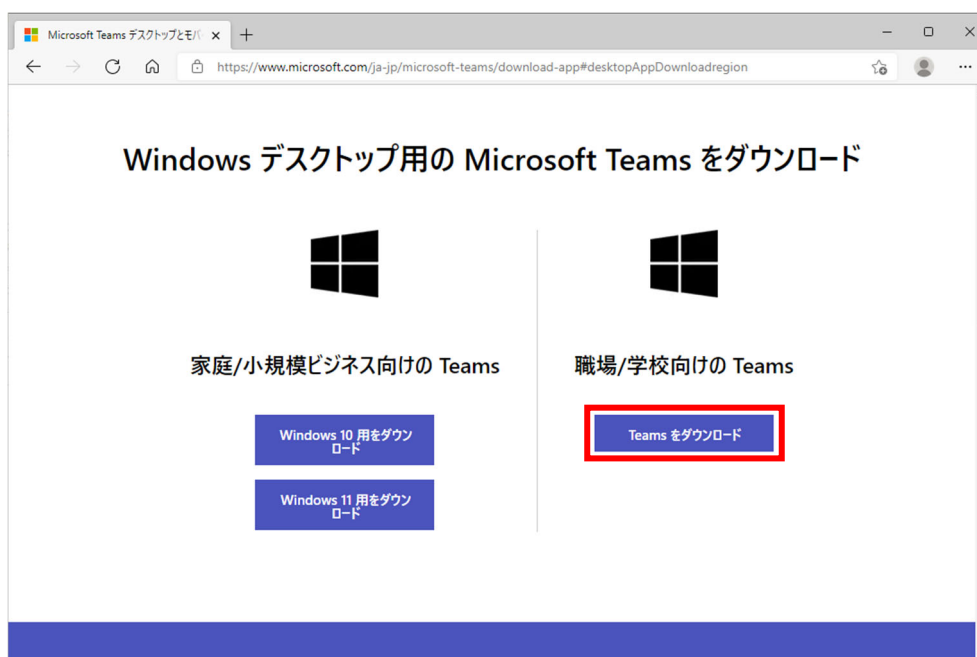 Microsoft Teams デスクトップとモバ
https://www.microsoft.com/ja-jp/microsoft-teams/download-app#desktopAppDownloadregion
Windows デスクトップ用の Microsoft Teams をダウンロード
家庭/小規模ビジネス向けの Teams
Windows 10 用をダウン
ロード
Windows 11 用をダウン
ロード
職場/学校向けの Teams
Teams をダウンロード